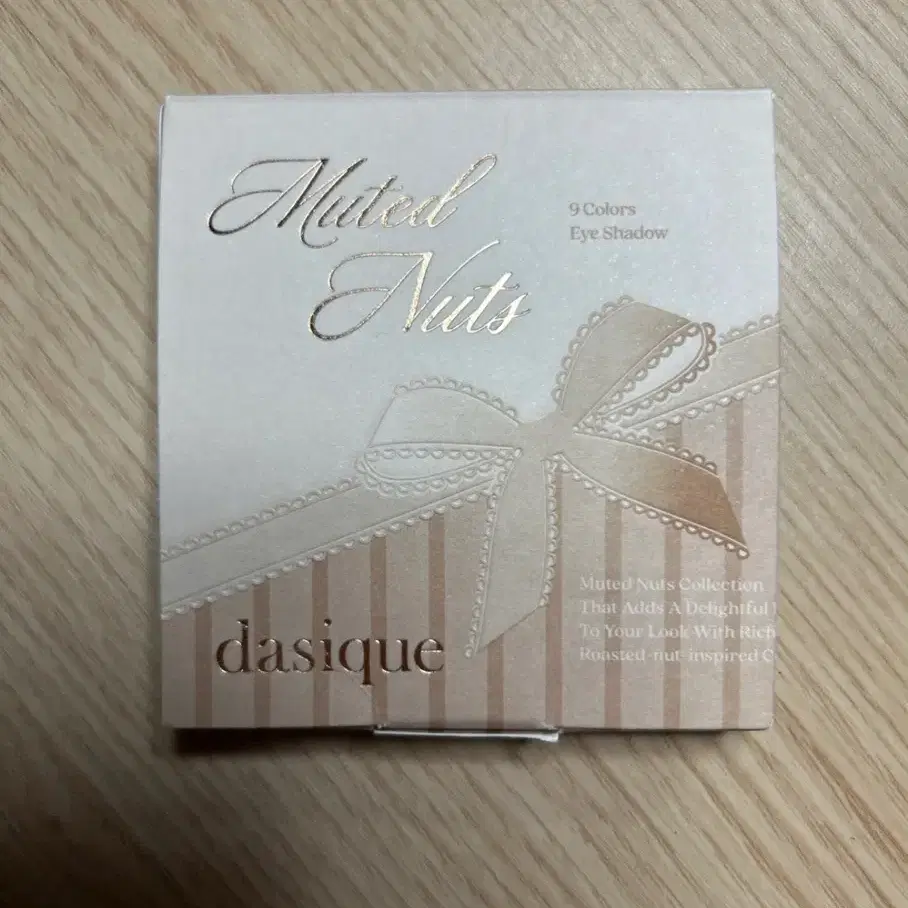 Muted
Nuts
9 Colors
Eye Shadow
Muted Nuts Collection
That Adds A Delightful
To Your Look With Rich
Roasted-nut-inspired
dasique